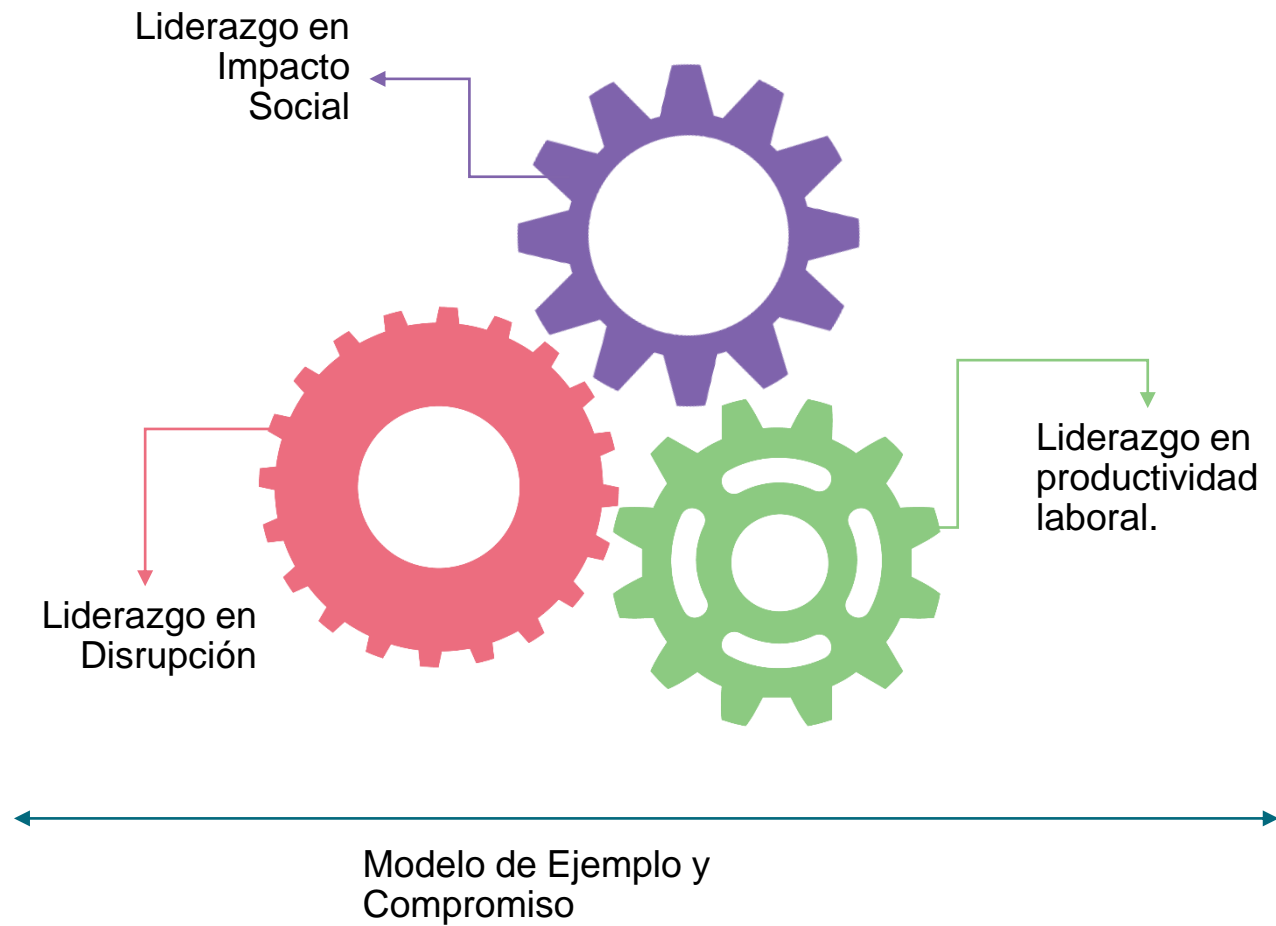 Liderazgo en
Impacto
Social
Liderazgo en
productividad
laboral.
Liderazgo en
Disrupción
Modelo de Ejemplo y
Compromiso